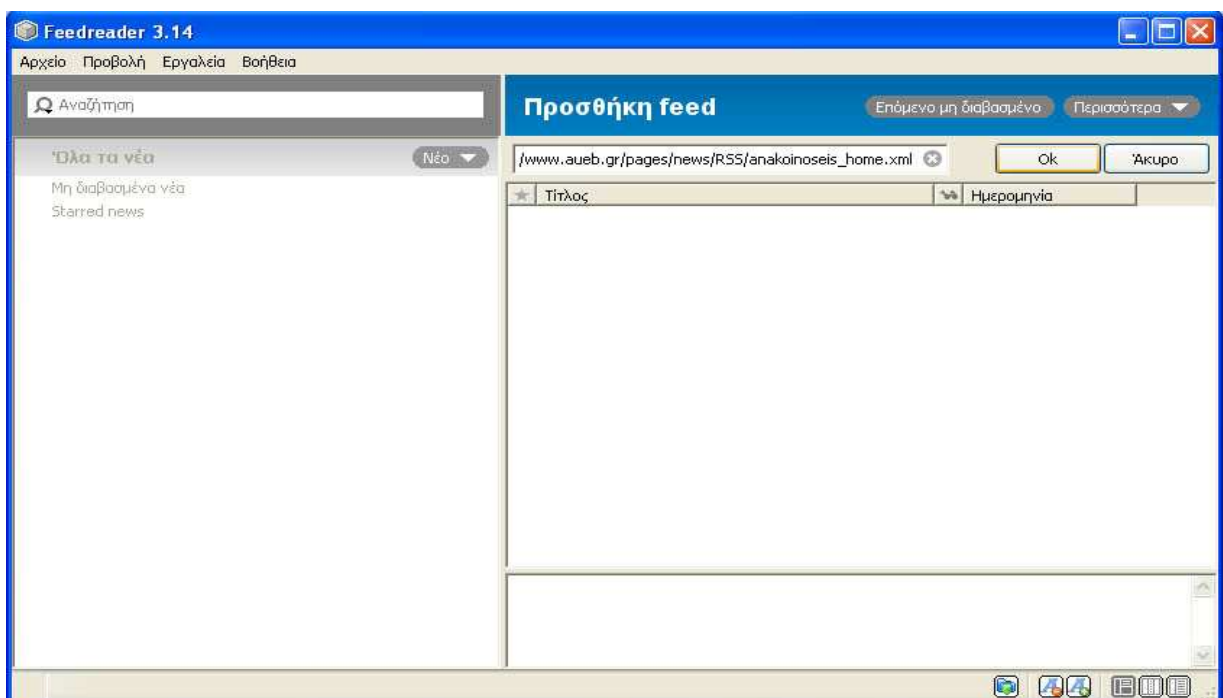 Feedreader 3.14
Αρχείο Προβολή Εργαλεία Βοήθεια
Αναζήτηση
Προσθήκη feed
Επόμενο μη διαβασμένο
Περισσότερα
Όλα τα νέα
Νέο
/www.aueb.gr/pages/news/RSS/anakoinoseis_home.xml
Ok
Άκυρο
Μη διαβασμένα νέα
Starred news
Τίτλος
Ημερομηνία